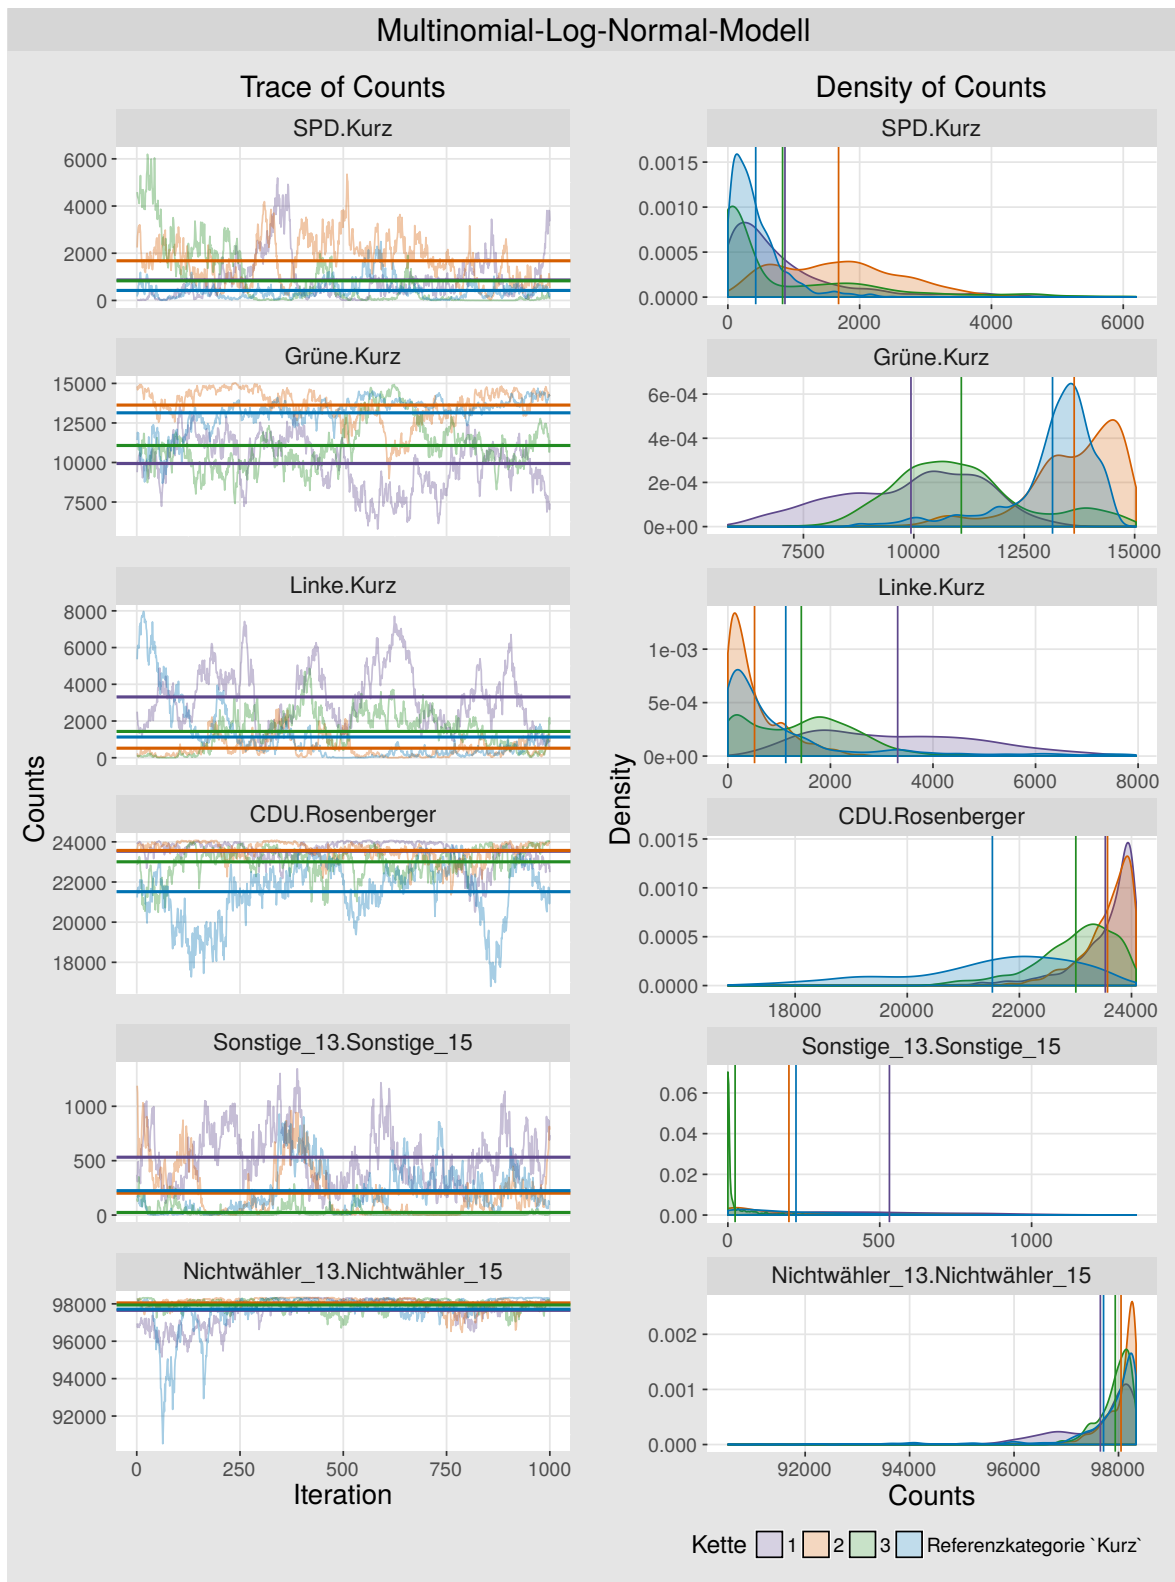 Multinomial-Log-Normal-Modell
Trace of Counts
Density of Counts
SPD.Kurz
6000
4000
2000
0
SPD.Kurz
0.0015
0.0010
0.0005
0.0000
0 2000 4000 6000
Grüne.Kurz
15000
12500
10000
7500
Grüne.Kurz
6e-04
4e-04
2e-04
0e+00
7500 10000 12500 15000
Linke.Kurz
8000
6000
4000
2000
0
Linke.Kurz
1e-03
5e-04
0e+00
0 2000 4000 6000 8000
Counts
Density
CDU.Rosenberger
24000
22000
20000
18000
CDU.Rosenberger
0.0015
0.0010
0.0005
0.0000
18000 20000 22000 24000
Sonstige_13.Sonstige_15
1000
500
0
Sonstige_13.Sonstige_15
0.06
0.04
0.02
0.00
0 500 1000
Nichtwähler_13.Nichtwähler_15
98000
96000
94000
92000
0 250 500 750 1000
Iteration
Nichtwähler_13.Nichtwähler_15
0.002
0.001
0.000
92000 94000 96000 98000
Counts
Kette 1 2 3 Referenzkategorie `Kurz`